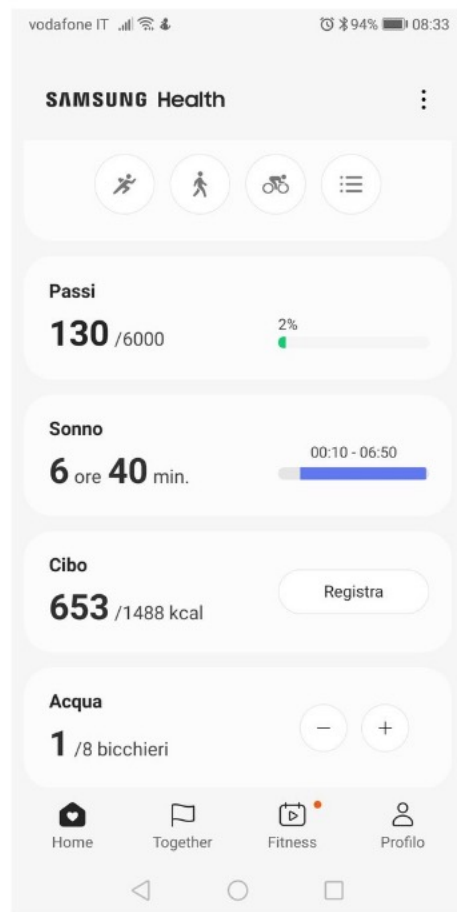 vodafone IT 94% 08:33
SAMSUNG Health
Passi
130 /6000
2%
Sonno
6 ore 40 min.
00:10 - 06:50
Cibo
653 /1488 kcal
Registra
Acqua
1 /8 bicchieri
− +
Home Together Fitness Profilo